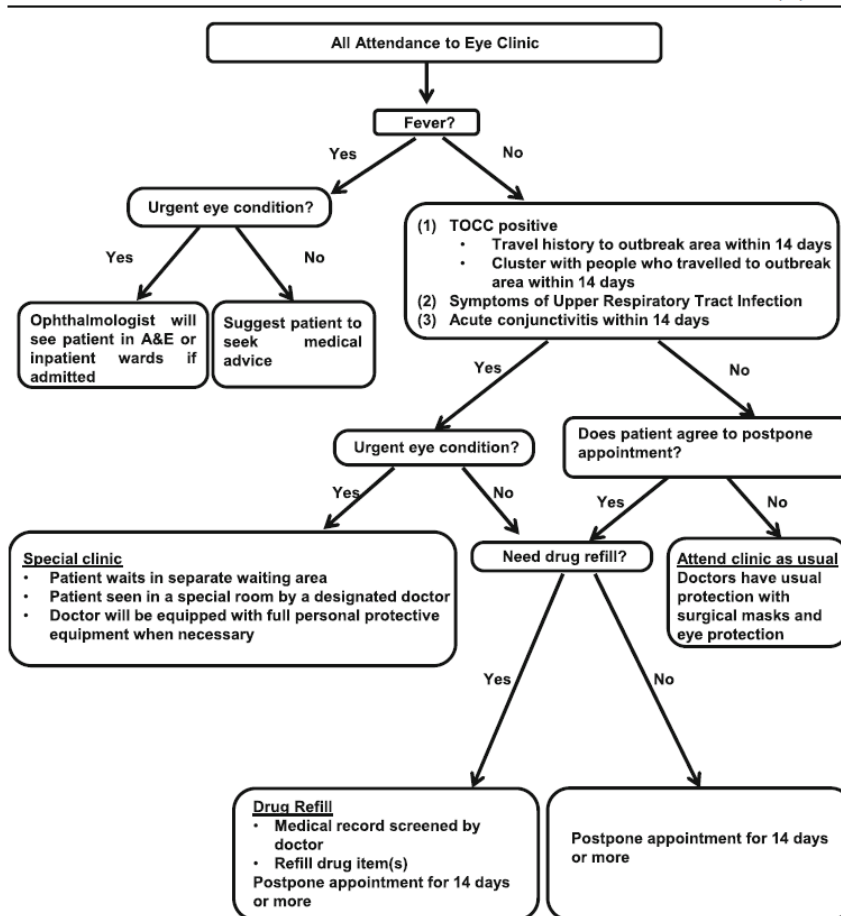 All Attendance to Eye Clinic
Fever?
Yes
No
Urgent eye condition?
(1) TOCC positive
• Travel history to outbreak area within 14 days
• Cluster with people who travelled to outbreak
area within 14 days
(2) Symptoms of Upper Respiratory Tract Infection
(3) Acute conjunctivitis within 14 days
Yes
No
Ophthalmologist will
see patient in A&E or
inpatient wards if
admitted
Suggest patient to
seek medical
advice
Yes
No
Urgent eye condition?
Does patient agree to postpone
appointment?
Yes
No
Yes
No
Special clinic
• Patient waits in separate waiting area
• Patient seen in a special room by a designated doctor
• Doctor will be equipped with full personal protective
equipment when necessary
Need drug refill?
Attend clinic as usual
Doctors have usual
protection with
surgical masks and
eye protection
Yes
No
Drug Refill
• Medical record screened by
doctor
• Refill drug item(s)
Postpone appointment for 14 days
or more
Postpone appointment for 14 days
or more